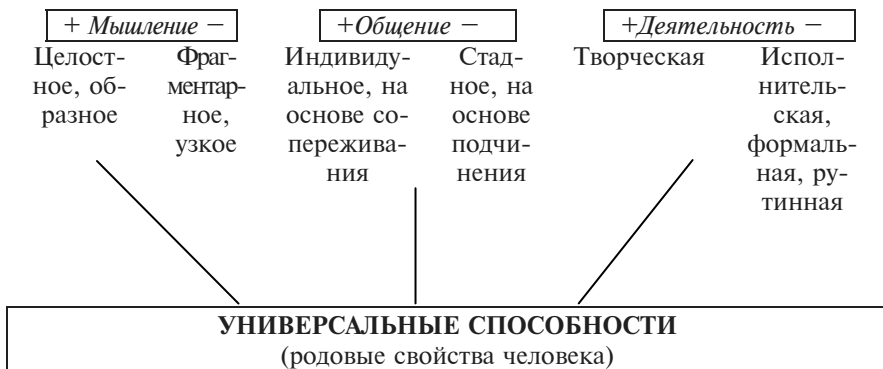 + Мышление −
Целост-
ное, об-
разное
Фраг-
ментар-
ное,
узкое
+Общение −
Индивиду-
альное, на
основе со-
пережива-
ния
Стад-
ное, на
основе
подчи-
нения
+Деятельность −
Творческая
Испол-
нитель-
ская,
формаль-
ная, ру-
тинная
УНИВЕРСАЛЬНЫЕ СПОСОБНОСТИ
(родовые свойства человека)